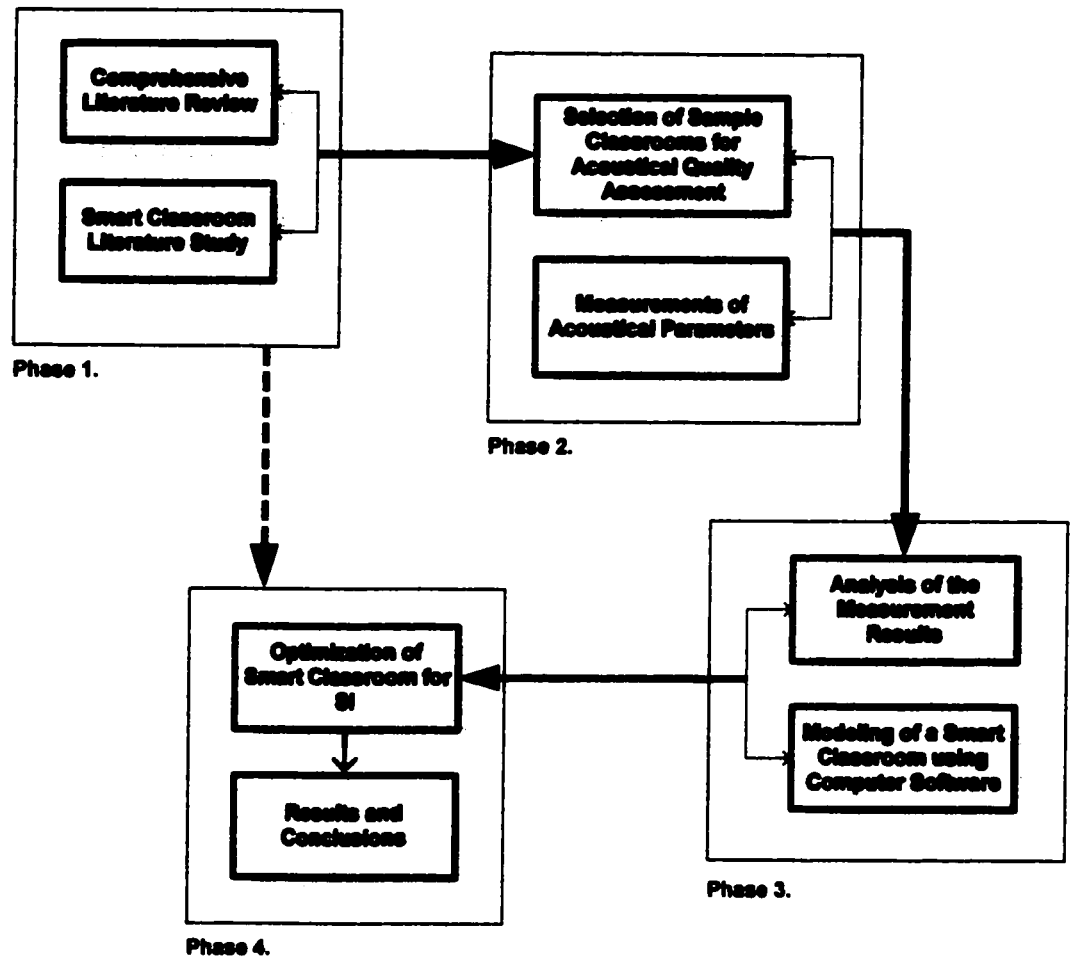 Comprehensive
Literature Review
Smart Classroom
Literature Study
Phase 1.
Selection of Sample
Classrooms for
Acoustical Quality
Assessment
Measurements of
Acoustical Parameters
Phase 2.
Analysis of the
Measurement
Results
Modeling of a Smart
Classroom using
Computer Software
Phase 3.
Optimization of
Smart Classroom for
SI
Results and
Conclusions
Phase 4.